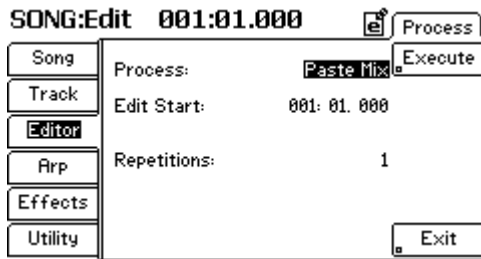 SONG:Edit 001:01.000 e Process
Song
Process: Paste Mix Execute
Track
Edit Start: 001: 01. 000
Editor
Arp
Repetitions: 1
Effects
Utility
Exit